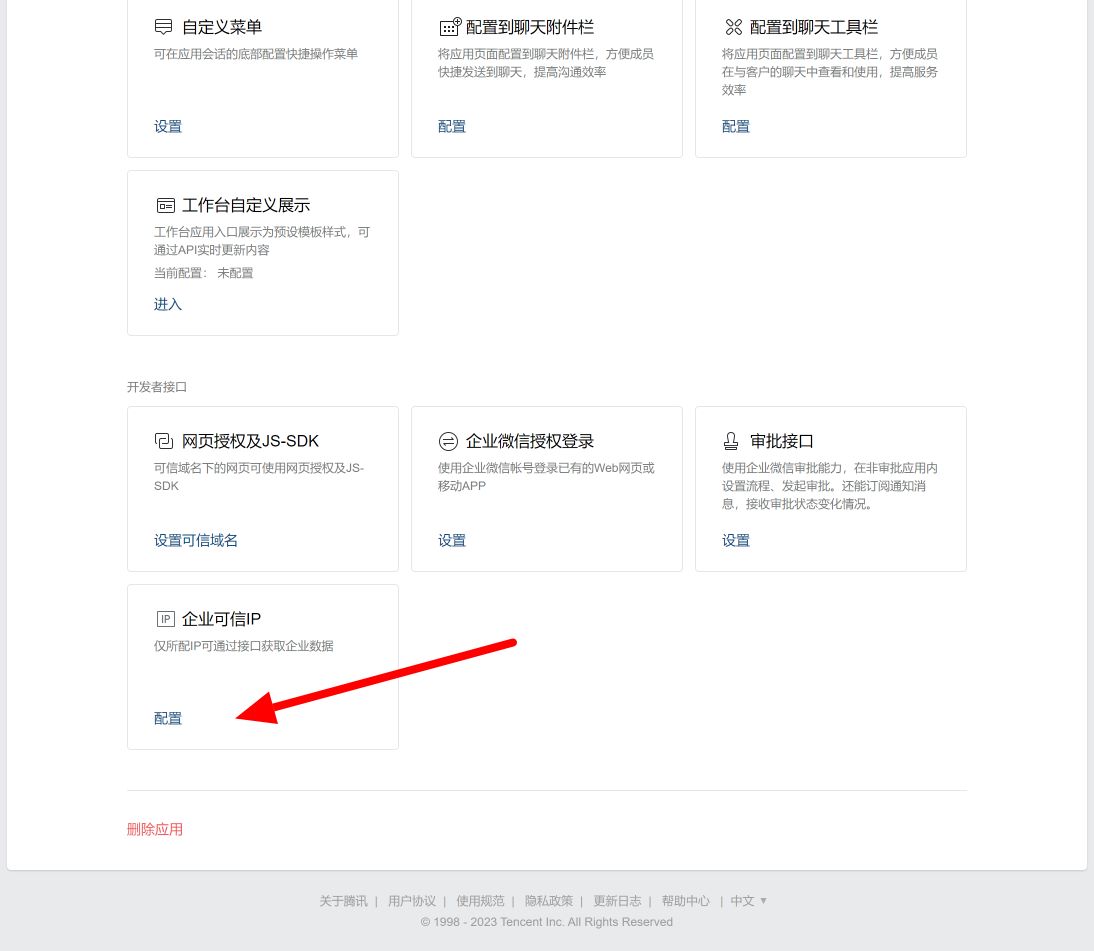 自定义菜单
可在应用会话的底部配置快捷操作菜单
设置
配置到聊天附件栏
将应用页面配置到聊天附件栏，方便成员
快捷发送到聊天，提高沟通效率
配置
配置到聊天工具栏
将应用页面配置到聊天工具栏，方便成员
在与客户的聊天中查看和使用，提高服务
效率
配置
工作台自定义展示
工作台应用入口展示为预设模板样式，可
通过API实时更新内容
当前配置： 未配置
进入
开发者接口
网页授权及JS-SDK
可信域名下的网页可使用网页授权及JS-
SDK
设置可信域名
企业微信授权登录
使用企业微信帐号登录已有的Web网页或
移动APP
设置
审批接口
使用企业微信审批能力，在非审批应用内
设置流程、发起审批。还能订阅通知消
息，接收审批状态变化情况。
设置
IP 企业可信IP
仅所配IP可通过接口获取企业数据
配置
删除应用
关于腾讯 | 用户协议 | 使用规范 | 隐私政策 | 更新日志 | 帮助中心 | 中文 ▼
© 1998 - 2023 Tencent Inc. All Rights Reserved